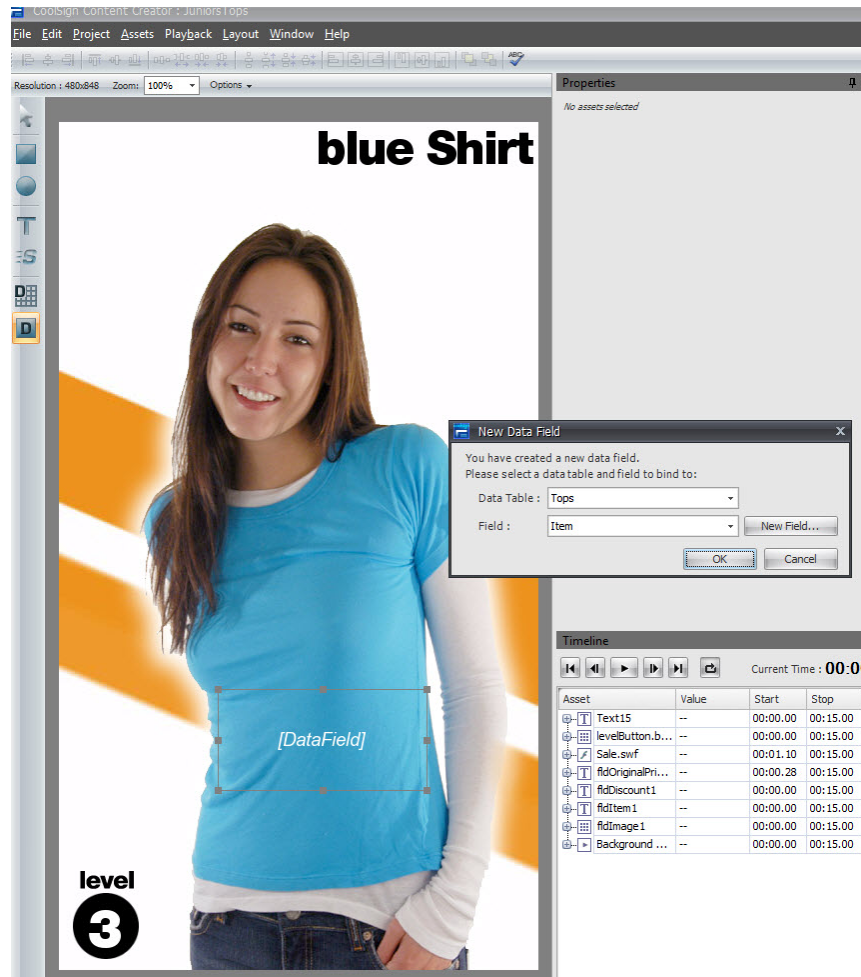 CoolSign Content Creator : JuniorsTops
File Edit Project Assets Playback Layout Window Help
ABC
Resolution : 480x848 Zoom: 100% Options
Properties
No assets selected
T
S
D
D
blue Shirt
New Data Field x
You have created a new data field.
Please select a data table and field to bind to:
Data Table : Tops
Field : Item New Field...
OK Cancel
[DataField]
level
3
Timeline
Current Time : 00:0
Asset Value Start Stop
T Text15 -- 00:00.00 00:15.00
levelButton.b... -- 00:00.00 00:15.00
Sale.swf -- 00:01.10 00:15.00
T fldOriginalPri... -- 00:00.28 00:15.00
T fldDiscount1 -- 00:00.00 00:15.00
T fldItem1 -- 00:00.00 00:15.00
fldImage1 -- 00:00.00 00:15.00
Background ... -- 00:00.00 00:15.00